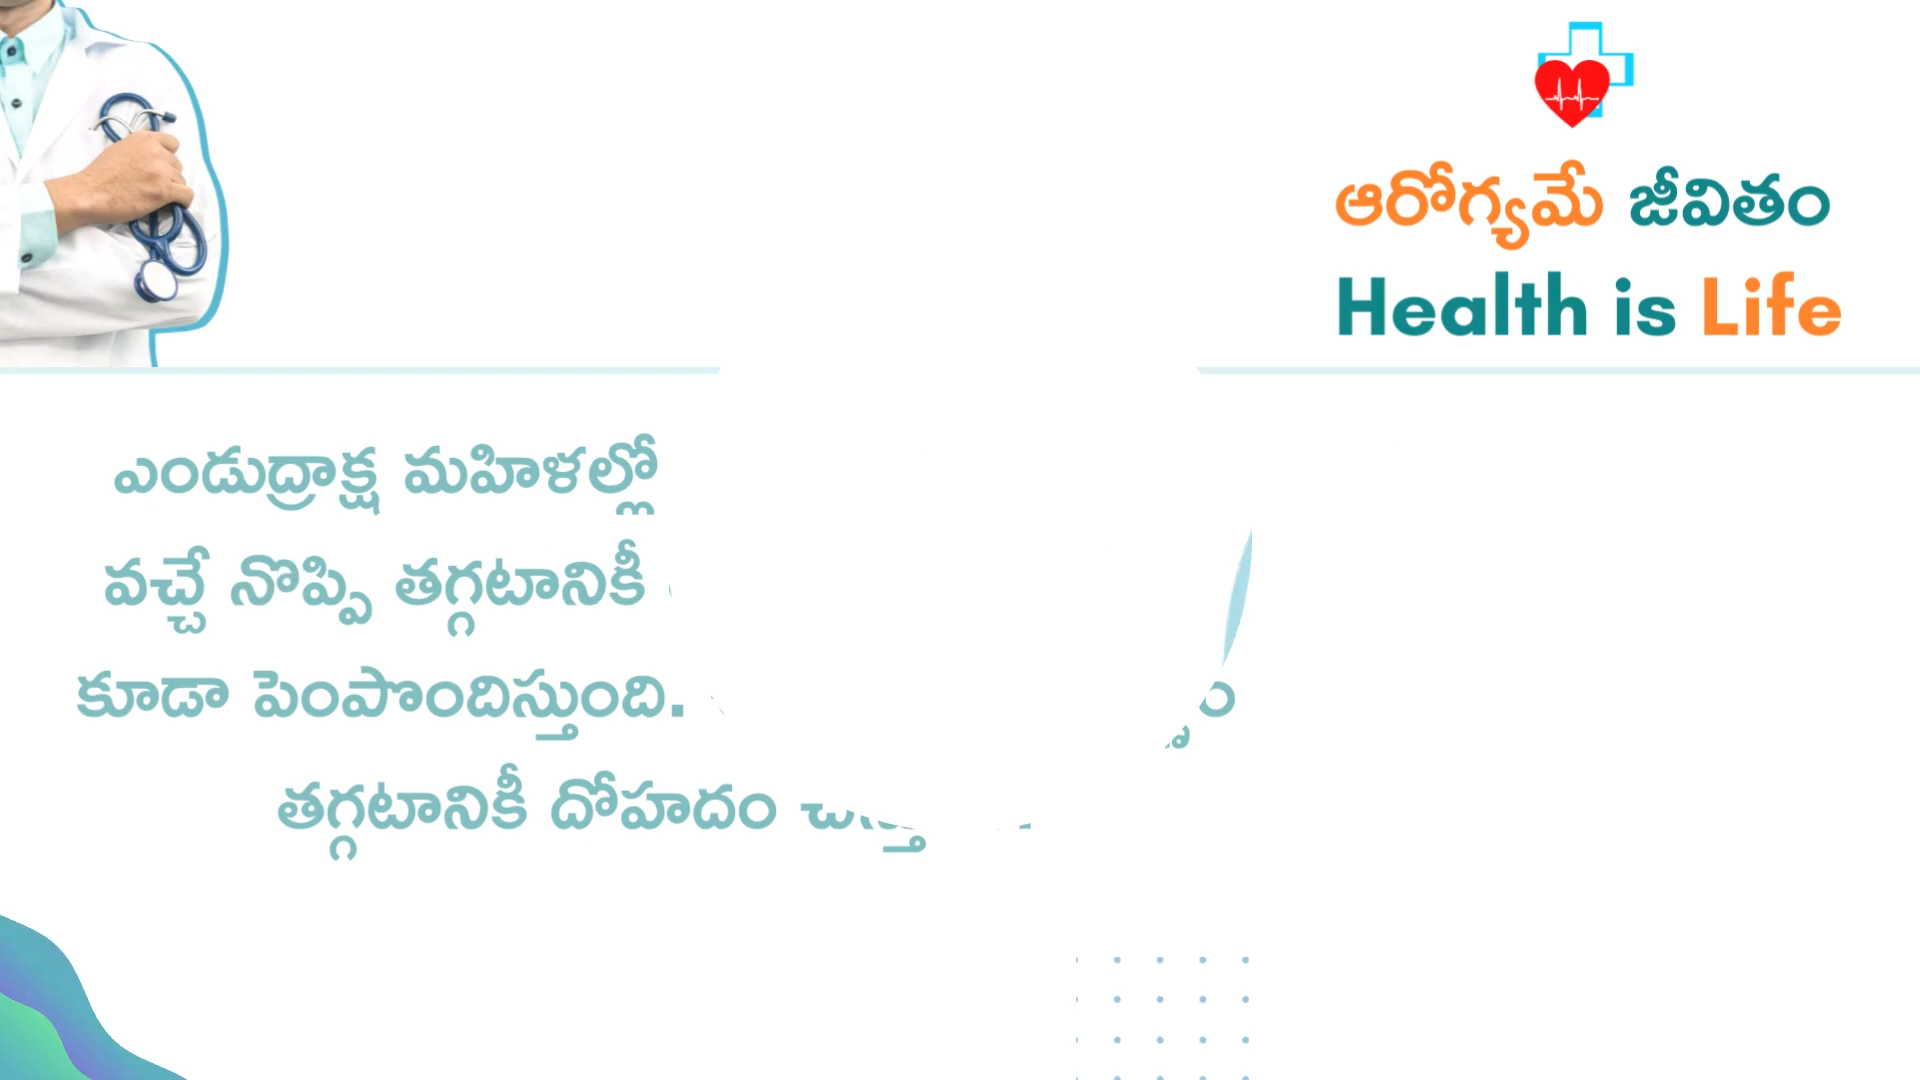 ఆరోగ్యమే జీవితం
Health is Life
ఎండుద్రాక్ష మహిళల్లో
వచ్చే నొప్పి తగ్గటానికీ
కూడా పెంపొందిస్తుంది.
తగ్గటానికీ దోహదం